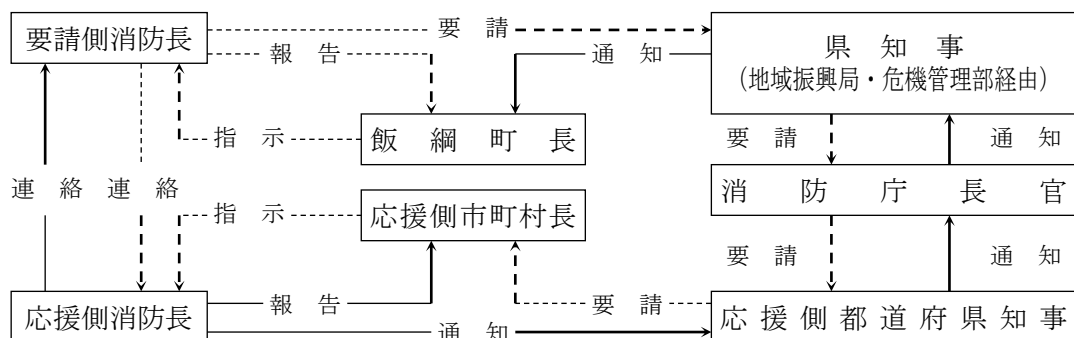 要請側消防長
要請
報告
通知
県知事
（地域振興局・危機管理部経由）
指示
飯綱町長
要請
通知
連絡
連絡
指示
応援側市町村長
消防庁長官
要請
通知
応援側消防長
報告
要請
通知
応援側都道府県知事